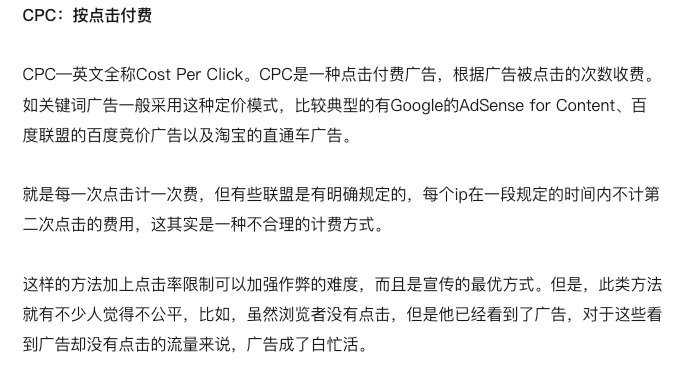 CPC：按点击付费
CPC—英文全称Cost Per Click。CPC是一种点击付费广告，根据广告被点击的次数收费。
如关键词广告一般采用这种定价模式，比较典型的有Google的AdSense for Content、百
度联盟的百度竞价广告以及淘宝的直通车广告。
就是每一次点击计一次费，但有些联盟是有明确规定的，每个ip在一段规定的时间内不计第
二次点击的费用，这其实是一种不合理的计费方式。
这样的方法加上点击率限制可以加强作弊的难度，而且是宣传的最优方式。但是，此类方法
就有不少人觉得不公平，比如，虽然浏览者没有点击，但是他已经看到了广告，对于这些看
到广告却没有点击的流量来说，广告成了白忙活。